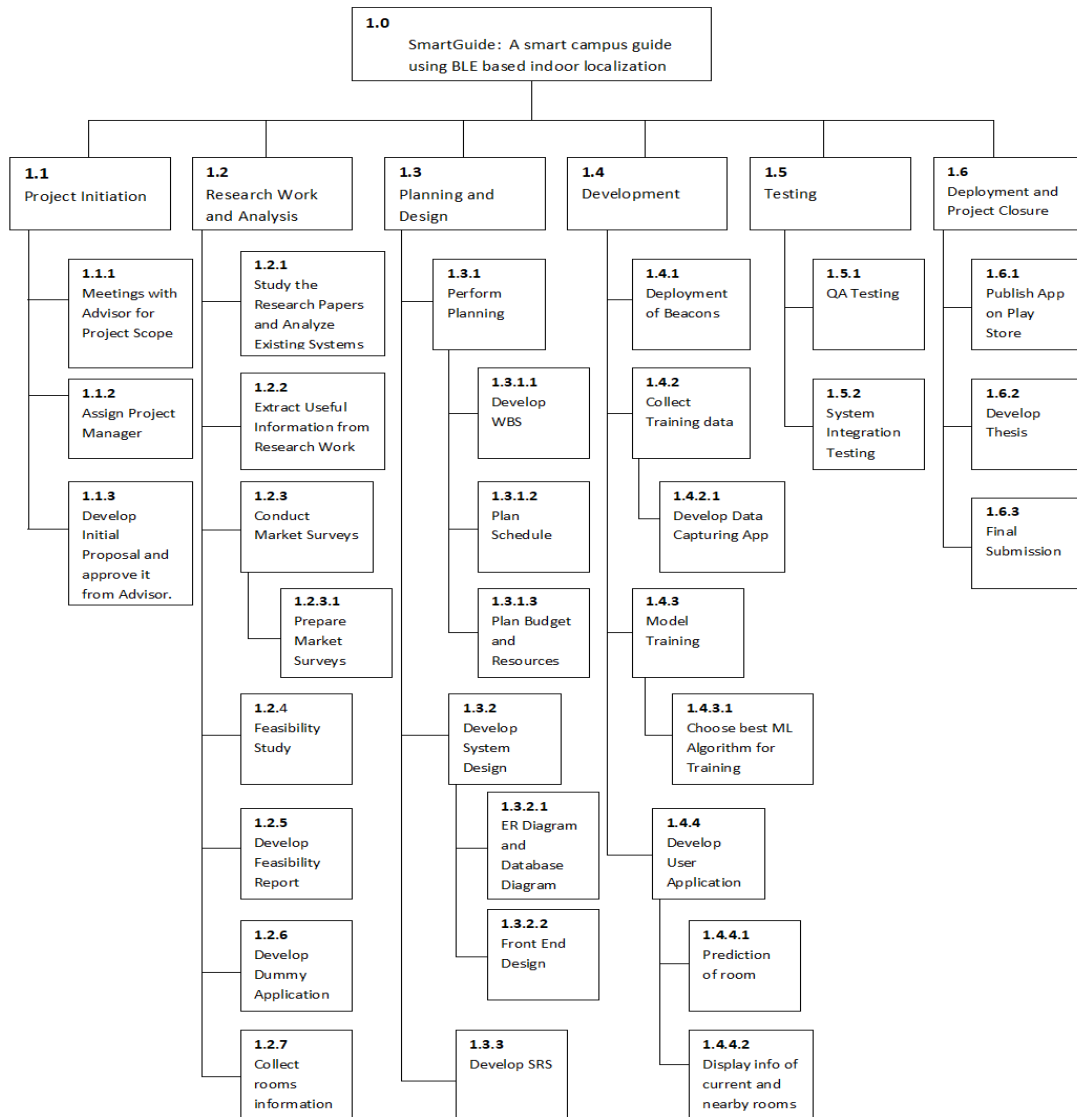 1.0
SmartGuide: A smart campus guide
using BLE based indoor localization
1.1
Project Initiation
1.1.1
Meetings with
Advisor for
Project Scope
1.1.2
Assign Project
Manager
1.1.3
Develop
Initial
Proposal and
approve it
from Advisor.
1.2
Research Work
and Analysis
1.2.1
Study the
Research Papers
and Analyze
Existing Systems
1.2.2
Extract Useful
Information from
Research Work
1.2.3
Conduct
Market Surveys
1.2.3.1
Prepare
Market
Surveys
1.2.4
Feasibility
Study
1.2.5
Develop
Feasibility
Report
1.2.6
Develop
Dummy
Application
1.2.7
Collect
rooms
information
1.3
Planning and
Design
1.3.1
Perform
Planning
1.3.1.1
Develop
WBS
1.3.1.2
Plan
Schedule
1.3.1.3
Plan Budget
and
Resources
1.3.2
Develop
System
Design
1.3.2.1
ER Diagram
and
Database
Diagram
1.3.2.2
Front End
Design
1.3.3
Develop SRS
1.4
Development
1.4.1
Deployment
of Beacons
1.4.2
Collect
Training data
1.4.2.1
Develop Data
Capturing App
1.4.3
Model
Training
1.4.3.1
Choose best ML
Algorithm for
Training
1.4.4
Develop
User
Application
1.4.4.1
Prediction
of room
1.4.4.2
Display info of
current and
nearby rooms
1.5
Testing
1.5.1
QA Testing
1.5.2
System
Integration
Testing
1.6
Deployment and
Project Closure
1.6.1
Publish App
on Play
Store
1.6.2
Develop
Thesis
1.6.3
Final
Submission